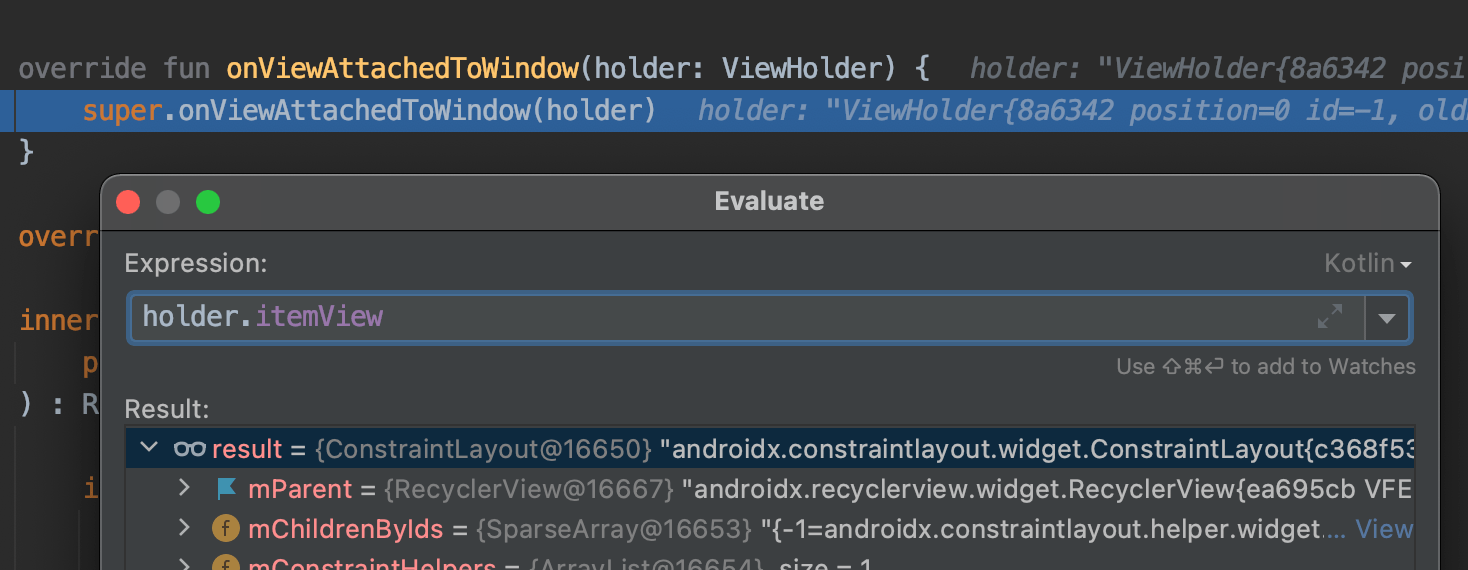 override fun onViewAttachedToWindow(holder: ViewHolder) { holder: "ViewHolder{8a6342 posi
super.onViewAttachedToWindow(holder) holder: "ViewHolder{8a6342 position=0 id=-1, old
}
Evaluate
overr
Expression:
Kotlin
inner
holder.itemView
p
Use ⇧⌘⏎ to add to Watches
) : R
Result:
result = {ConstraintLayout@16650} "androidx.constraintlayout.widget.ConstraintLayout{c368f53
i
mParent = {RecyclerView@16667} "androidx.recyclerview.widget.RecyclerView{ea695cb VFE
f mChildrenByIds = {SparseArray@16653} "{-1=androidx.constraintlayout.helper.widget.... View
f mConstraintHelpers = {ArrayList@16654} size = 1